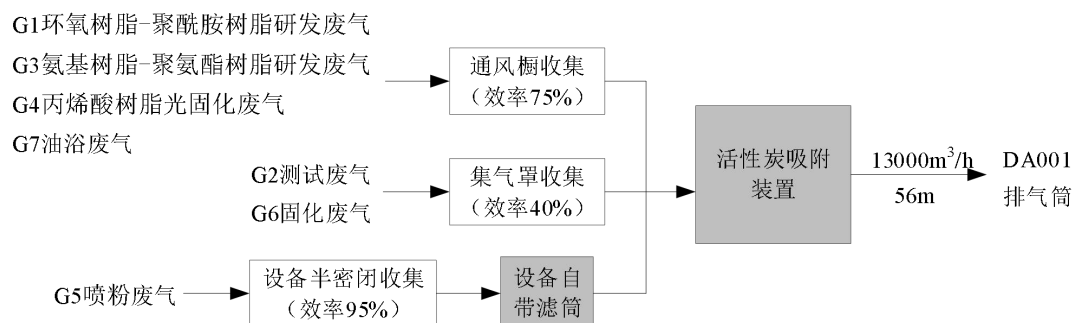 G1环氧树脂-聚酰胺树脂研发废气
G3氨基树脂-聚氨酯树脂研发废气
G4丙烯酸树脂光固化废气
G7油浴废气
通风橱收集
（效率75%）
G2测试废气
G6固化废气
集气罩收集
（效率40%）
G5喷粉废气
设备半密闭收集
（效率95%）
设备自
带滤筒
活性炭吸附
装置
13000m³/h
56m
DA001
排气筒